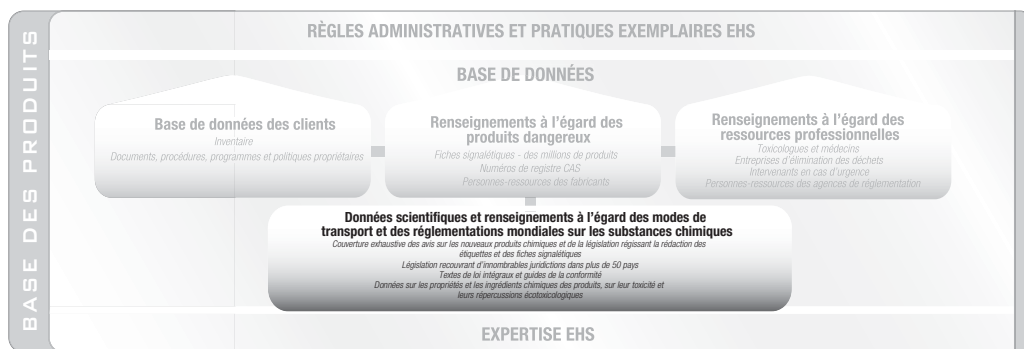 BASE DES PRODUITS
RÈGLES ADMINISTRATIVES ET PRATIQUES EXEMPLAIRES EHS
BASE DE DONNÉES
Base de données des clients
Inventaire
Documents, procédures, programmes et politiques propriétaires
Renseignements à l'égard des
produits dangereux
Fiches signalétiques - des millions de produits
Numéros de registre CAS
Personnes-ressources des fabricants
Renseignements à l'égard des
ressources professionnelles
Toxicologues et médecins
Entreprises d'élimination des déchets
Intervenants en cas d'urgence
Personnes-ressources des agences de réglementation
Données scientifiques et renseignements à l'égard des modes de
transport et des réglementations mondiales sur les substances chimiques
Couverture exhaustive des avis sur les nouveaux produits chimiques et de la législation régissant la rédaction des
étiquettes et des fiches signalétiques
Législation recouvrant d'innombrables juridictions dans plus de 50 pays
Textes de loi intégraux et guides de la conformité
Données sur les propriétés et les ingrédients chimiques des produits, sur leur toxicité et
leurs répercussions écotoxicologiques
EXPERTISE EHS